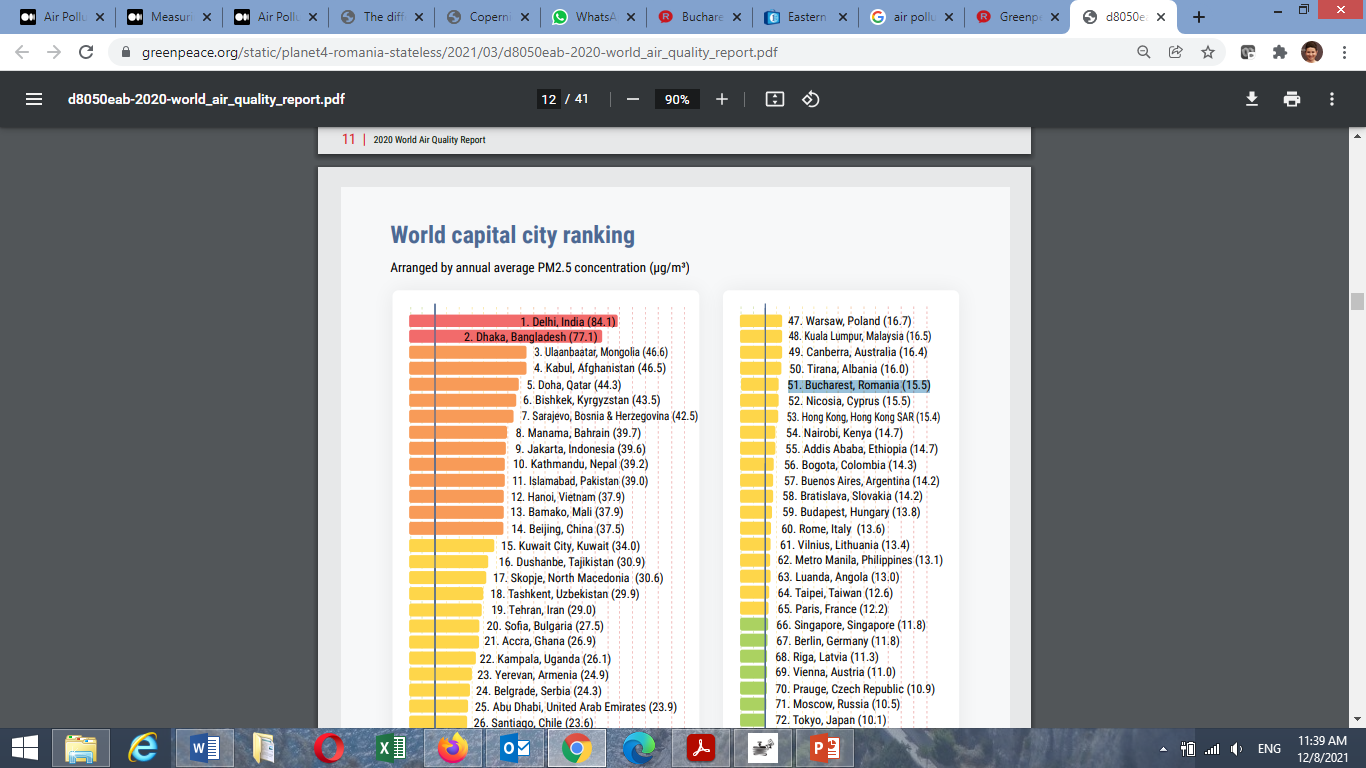 Air Pollu
Measuri
Air Pollu
The diff
Copern
WhatsA
Buchare
Eastern
air pollu
Greenpe
d8050ea
greenpeace.org/static/planet4-romania-stateless/2021/03/d8050eab-2020-world_air_quality_report.pdf
d8050eab-2020-world_air_quality_report.pdf
12 / 41
90%
11 | 2020 World Air Quality Report
World capital city ranking
Arranged by annual average PM2.5 concentration (µg/m³)
1. Delhi, India (84.1)
2. Dhaka, Bangladesh (77.1)
3. Ulaanbaatar, Mongolia (46.6)
4. Kabul, Afghanistan (46.5)
5. Doha, Qatar (44.3)
6. Bishkek, Kyrgyzstan (43.5)
7. Sarajevo, Bosnia & Herzegovina (42.5)
8. Manama, Bahrain (39.7)
9. Jakarta, Indonesia (39.6)
10. Kathmandu, Nepal (39.2)
11. Islamabad, Pakistan (39.0)
12. Hanoi, Vietnam (37.9)
13. Bamako, Mali (37.9)
14. Beijing, China (37.5)
15. Kuwait City, Kuwait (34.0)
16. Dushanbe, Tajikistan (30.9)
17. Skopje, North Macedonia (30.6)
18. Tashkent, Uzbekistan (29.9)
19. Tehran, Iran (29.0)
20. Sofia, Bulgaria (27.5)
21. Accra, Ghana (26.9)
22. Kampala, Uganda (26.1)
23. Yerevan, Armenia (24.9)
24. Belgrade, Serbia (24.3)
25. Abu Dhabi, United Arab Emirates (23.9)
26. Santiago, Chile (23.6)
47. Warsaw, Poland (16.7)
48. Kuala Lumpur, Malaysia (16.5)
49. Canberra, Australia (16.4)
50. Tirana, Albania (16.0)
51. Bucharest, Romania (15.5)
52. Nicosia, Cyprus (15.5)
53. Hong Kong, Hong Kong SAR (15.4)
54. Nairobi, Kenya (14.7)
55. Addis Ababa, Ethiopia (14.7)
56. Bogota, Colombia (14.3)
57. Buenos Aires, Argentina (14.2)
58. Bratislava, Slovakia (14.2)
59. Budapest, Hungary (13.8)
60. Rome, Italy (13.6)
61. Vilnius, Lithuania (13.4)
62. Metro Manila, Philippines (13.1)
63. Luanda, Angola (13.0)
64. Taipei, Taiwan (12.6)
65. Paris, France (12.2)
66. Singapore, Singapore (11.8)
67. Berlin, Germany (11.8)
68. Riga, Latvia (11.3)
69. Vienna, Austria (11.0)
70. Prauge, Czech Republic (10.9)
71. Moscow, Russia (10.5)
72. Tokyo, Japan (10.1)
ENG
11:39 AM
12/8/2021